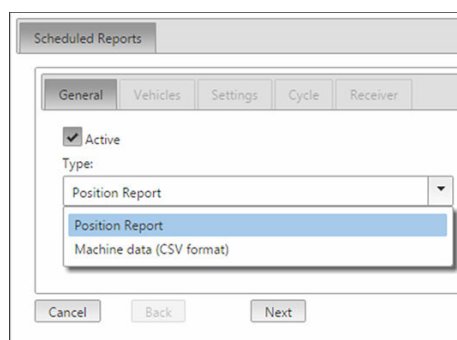 Scheduled Reports
General Vehicles Settings Cycle Receiver
Active
Type:
Position Report
Position Report
Machine data (CSV format)
Cancel Back Next